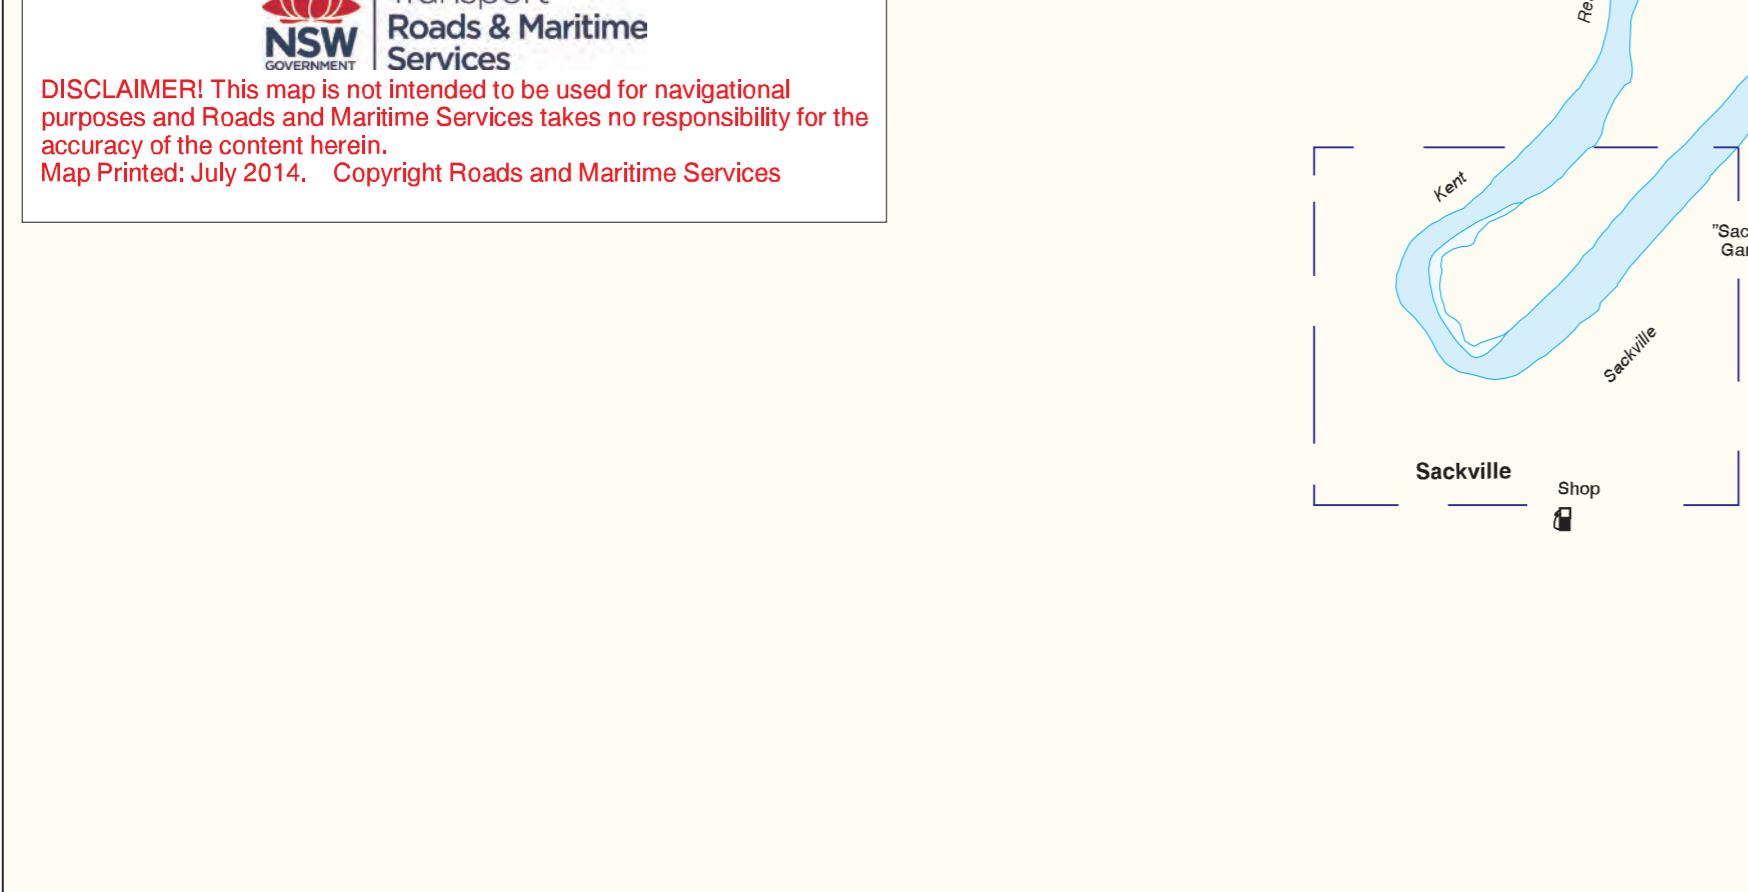 Transport
Roads & Maritime
Services
NSW
GOVERNMENT
DISCLAIMER! This map is not intended to be used for navigational
purposes and Roads and Maritime Services takes no responsibility for the
accuracy of the content herein.
Map Printed: July 2014. Copyright Roads and Maritime Services
Kent
Sackville
Sackville
Shop